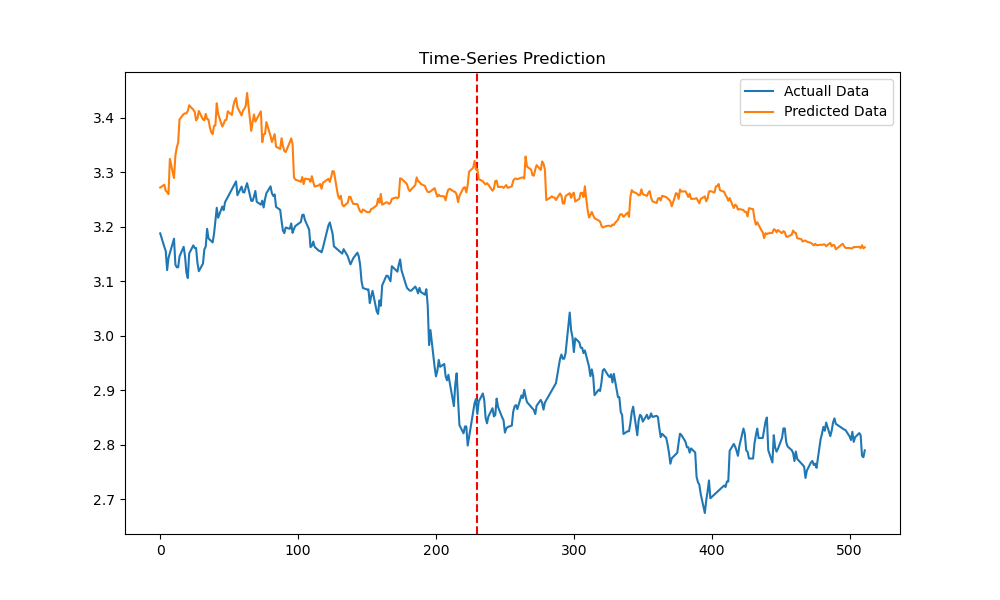 Time-Series Prediction
Actuall Data
Predicted Data
3.4
3.3
3.2
3.1
3.0
2.9
2.8
2.7
0 100 200 300 400 500